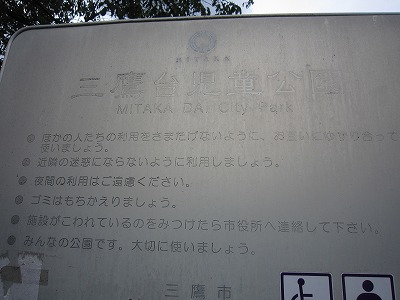 三鷹台児童公園
MITAKA DAI City Park
● ほかの人たちの利用をさまたげないように、お互いにゆずり合って
使いましょう。
● 近隣の迷惑にならないように利用しましょう。
● 夜間の利用はご遠慮ください。
● ゴミはもちかえりましょう。
● 施設がこわれているのをみつけたら市役所へ連絡して下さい。
● みんなの公園です。大切に使いましょう。
三鷹市